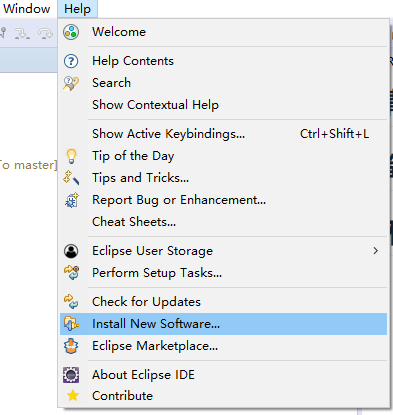 Window Help
Welcome
Help Contents
Search
Show Contextual Help
Show Active Keybindings... Ctrl+Shift+L
Tip of the Day
To master]
Tips and Tricks...
Report Bug or Enhancement...
Cheat Sheets...
Eclipse User Storage
Perform Setup Tasks...
Check for Updates
Install New Software...
Eclipse Marketplace...
About Eclipse IDE
Contribute